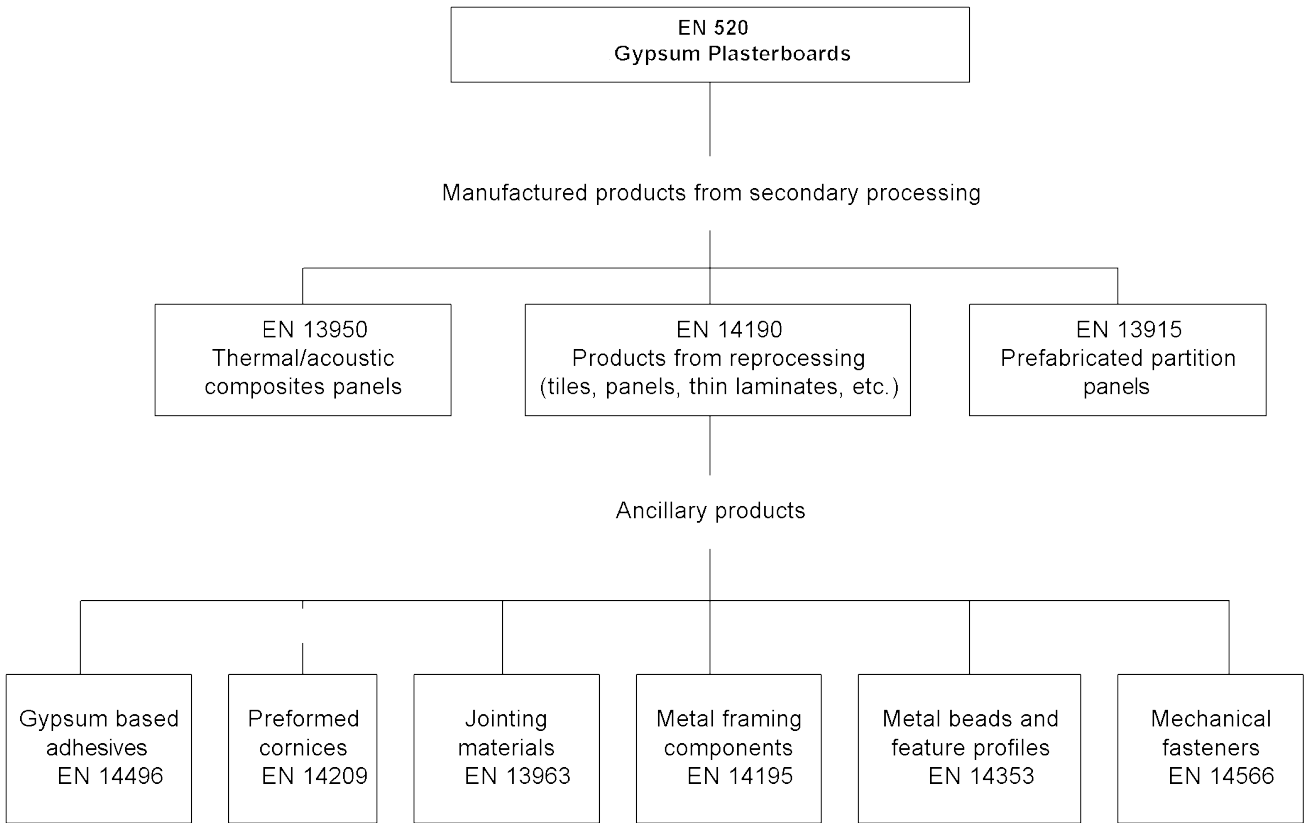 EN 520
Gypsum Plasterboards
Manufactured products from secondary processing
EN 13950
Thermal/acoustic
composites panels
EN 14190
Products from reprocessing
(tiles, panels, thin laminates, etc.)
EN 13915
Prefabricated partition
panels
Ancillary products
Gypsum based
adhesives
EN 14496
Preformed
cornices
EN 14209
Jointing
materials
EN 13963
Metal framing
components
EN 14195
Metal beads and
feature profiles
EN 14353
Mechanical
fasteners
EN 14566